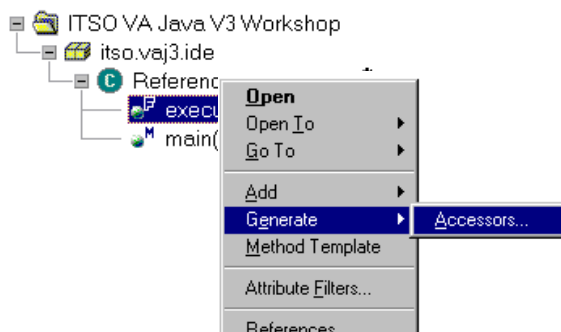 ITSO VA Java V3 Workshop
itso.vaj3.ide
C Referenc
F execu
M main(
Open
Open To
Go To
Add
Generate
Accessors...
Method Template
Attribute Filters...
References